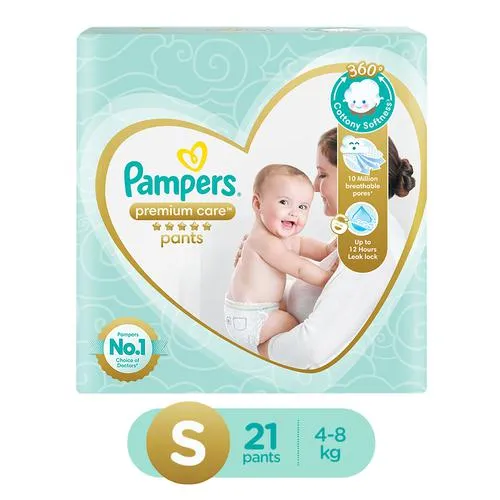 360°
Cottony Softness
Pampers®
premium care™
pants
10 Million
breathable
pores*
S
Up to
12 Hours
Leak lock
Pampers
No.1
Choice of
Doctors*
S
21
pants
4-8
kg